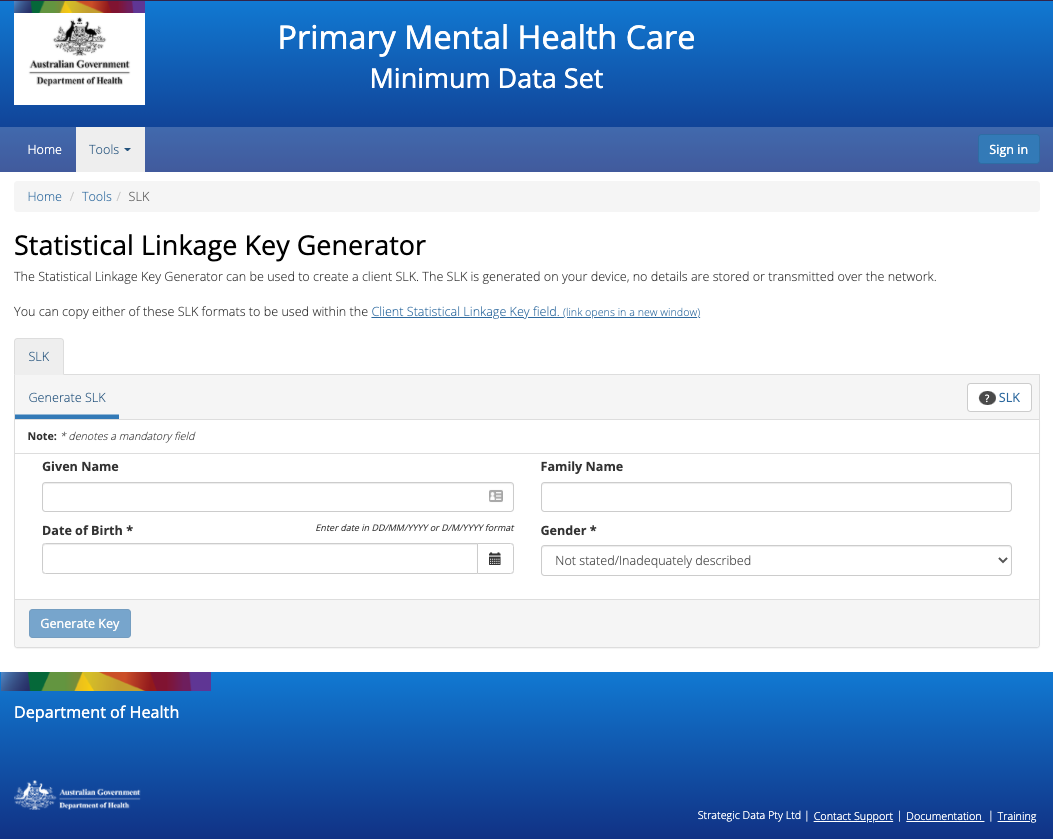 Australian Government
Department of Health
Primary Mental Health Care
Minimum Data Set
Home Tools Sign in
Home / Tools / SLK
Statistical Linkage Key Generator
The Statistical Linkage Key Generator can be used to create a client SLK. The SLK is generated on your device, no details are stored or transmitted over the network.
You can copy either of these SLK formats to be used within the Client Statistical Linkage Key field. (link opens in a new window)
SLK
Generate SLK ? SLK
Note: * denotes a mandatory field
Given Name Family Name
Date of Birth * Enter date in DD/MM/YYYY or D/M/YYYY format Gender *
Not stated/Inadequately described
Generate Key
Department of Health
Australian Government
Department of Health
Strategic Data Pty Ltd | Contact Support | Documentation | Training